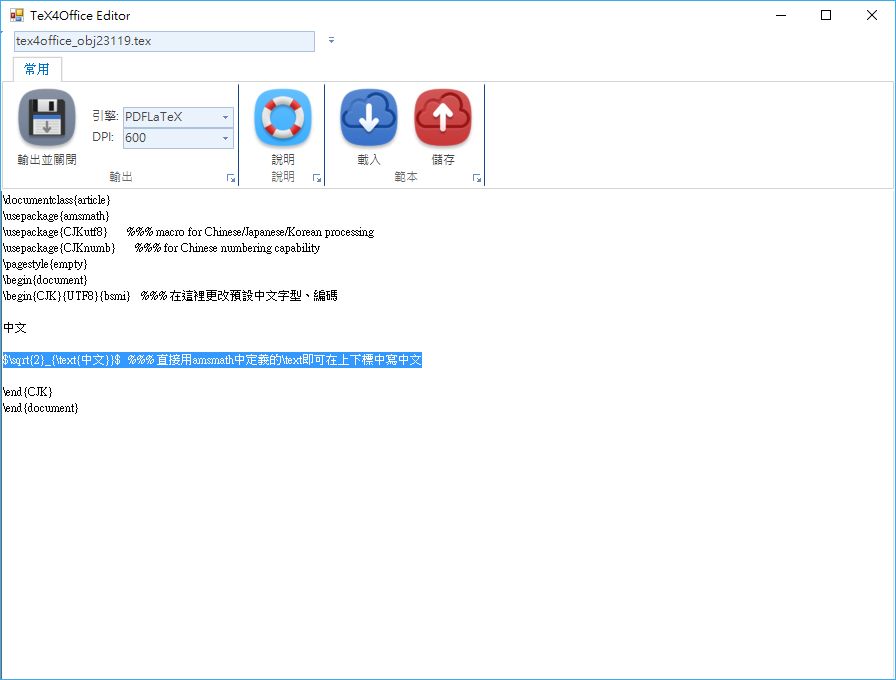 TeX4Office Editor
tex4office_obj23119.tex
常用
引擎: PDFLaTeX
DPI: 600
輸出並關閉
說明
載入
儲存
輸出
說明
範本
\documentclass{article}
\usepackage{amsmath}
\usepackage{CJKutf8} %%% macro for Chinese/Japanese/Korean processing
\usepackage{CJKnumb} %%% for Chinese numbering capability
\pagestyle{empty}
\begin{document}
\begin{CJK}{UTF8}{bsmi} %%% 在這裡更改預設中文字型、編碼
中文
$\sqrt{2}_{\text{中文}}$ %%% 直接用amsmath中定義的\text即可在上下標中寫中文
\end{CJK}
\end{document}